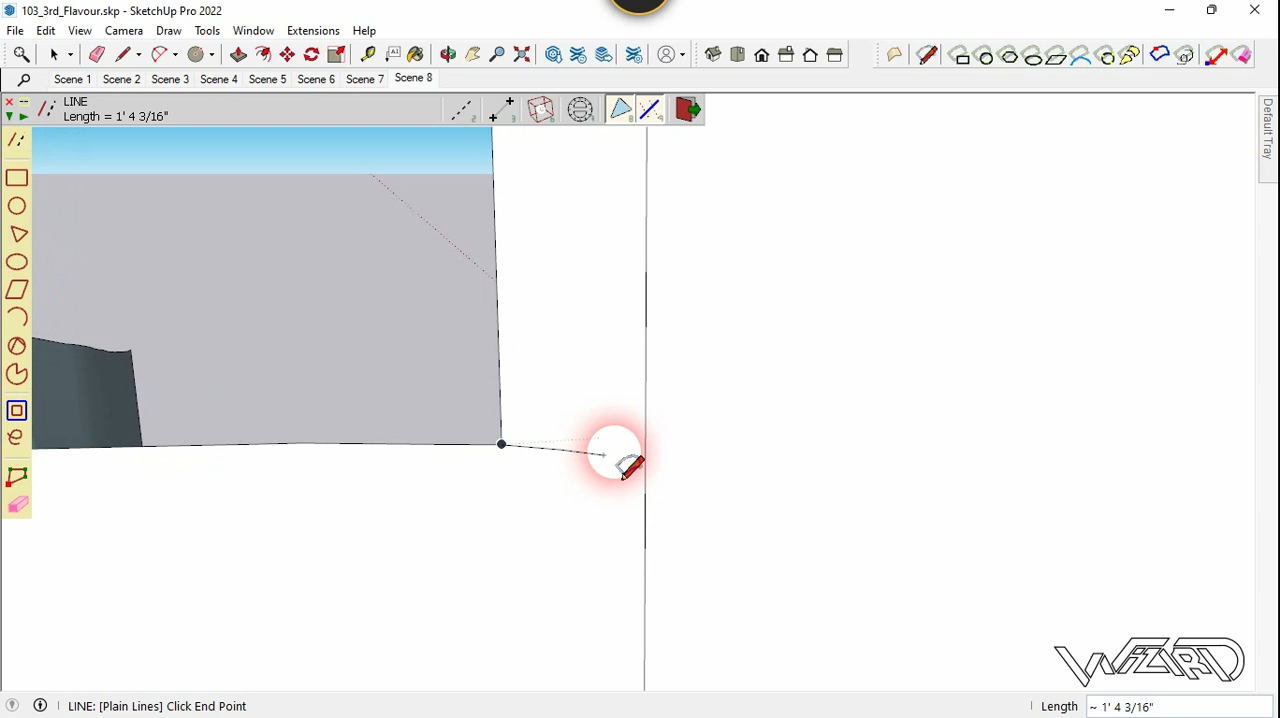 103_3rd_Flavour.skp - SketchUp Pro 2022
File Edit View Camera Draw Tools Window Extensions Help
Scene 1 Scene 2 Scene 3 Scene 4 Scene 5 Scene 6 Scene 7 Scene 8
LINE
Length = 1' 4 3/16"
Default Tray
WIZARD
LINE: [Plain Lines] Click End Point
Length ~ 1' 4 3/16"